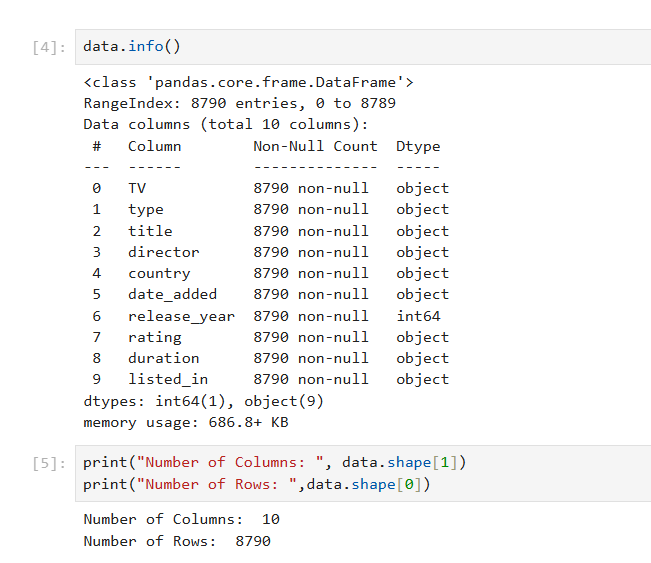 [4]: data.info()
<class 'pandas.core.frame.DataFrame'>
RangeIndex: 8790 entries, 0 to 8789
Data columns (total 10 columns):
 #   Column        Non-Null Count  Dtype
---  ------        --------------  -----
 0   TV            8790 non-null   object
 1   type          8790 non-null   object
 2   title         8790 non-null   object
 3   director      8790 non-null   object
 4   country       8790 non-null   object
 5   date_added    8790 non-null   object
 6   release_year  8790 non-null   int64
 7   rating        8790 non-null   object
 8   duration      8790 non-null   object
 9   listed_in     8790 non-null   object
dtypes: int64(1), object(9)
memory usage: 686.8+ KB
[5]: print("Number of Columns: ", data.shape[1])
print("Number of Rows: ",data.shape[0])
Number of Columns:  10
Number of Rows:  8790